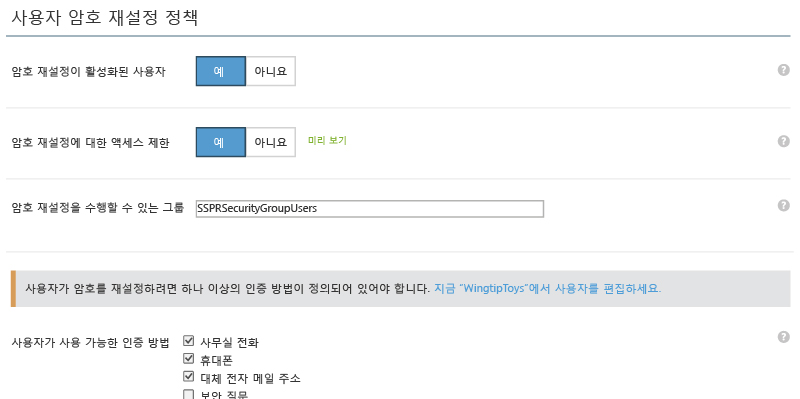 사용자 암호 재설정 정책
암호 재설정이 활성화된 사용자 예 아니요 ?
암호 재설정에 대한 액세스 제한 예 아니요 미리 보기 ?
암호 재설정을 수행할 수 있는 그룹 SSPRSecurityGroupUsers ?
사용자가 암호를 재설정하려면 하나 이상의 인증 방법이 정의되어 있어야 합니다. 지금 "WingtipToys"에서 사용자를 편집하세요.
사용자가 사용 가능한 인증 방법 사무실 전화 ?
휴대폰
대체 전자 메일 주소
보안 질문